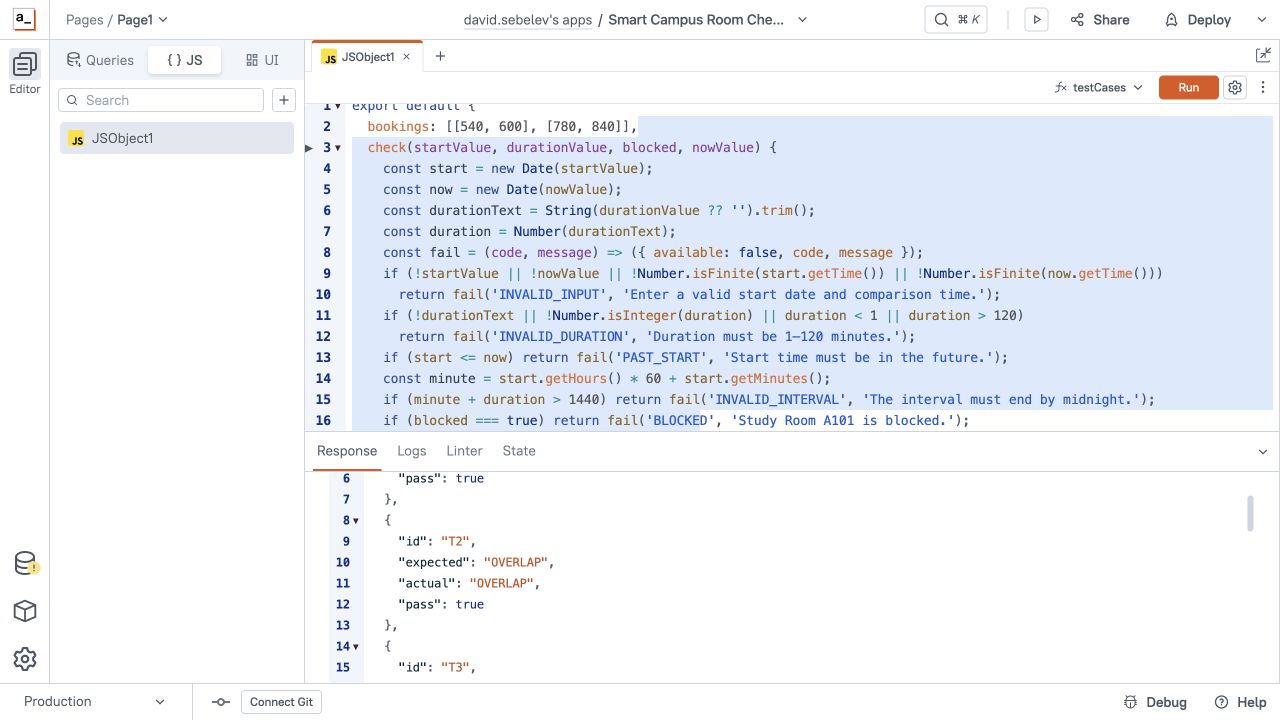 a_
Pages / Page1
david.sebelev's apps / Smart Campus Room Che...
⌘ K
Share
Deploy
Editor
Queries
{ } JS
UI
JS JSObject1 ×
+
Search
+
JS JSObject1
fx testCases
Run
1 export default {
2 bookings: [[540, 600], [780, 840]],
3 check(startValue, durationValue, blocked, nowValue) {
4 const start = new Date(startValue);
5 const now = new Date(nowValue);
6 const durationText = String(durationValue ?? '').trim();
7 const duration = Number(durationText);
8 const fail = (code, message) => ({ available: false, code, message });
9 if (!startValue || !nowValue || !Number.isFinite(start.getTime()) || !Number.isFinite(now.getTime()))
10 return fail('INVALID_INPUT', 'Enter a valid start date and comparison time.');
11 if (!durationText || !Number.isInteger(duration) || duration < 1 || duration > 120)
12 return fail('INVALID_DURATION', 'Duration must be 1–120 minutes.');
13 if (start <= now) return fail('PAST_START', 'Start time must be in the future.');
14 const minute = start.getHours() * 60 + start.getMinutes();
15 if (minute + duration > 1440) return fail('INVALID_INTERVAL', 'The interval must end by midnight.');
16 if (blocked === true) return fail('BLOCKED', 'Study Room A101 is blocked.');
Response Logs Linter State
6 "pass": true
7 },
8 {
9 "id": "T2",
10 "expected": "OVERLAP",
11 "actual": "OVERLAP",
12 "pass": true
13 },
14 {
15 "id": "T3",
Production
Connect Git
Debug
Help